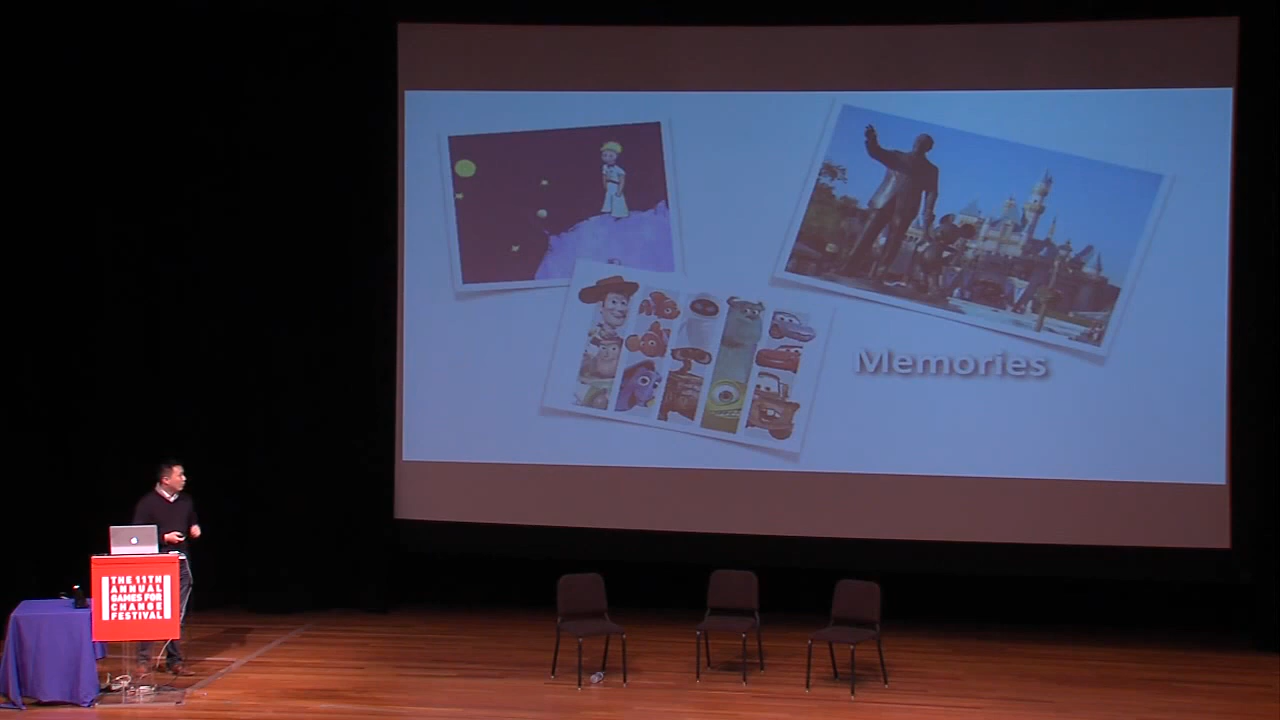 Memories
THE 11TH
ANNUAL
GAMES FOR
CHANGE
FESTIVAL